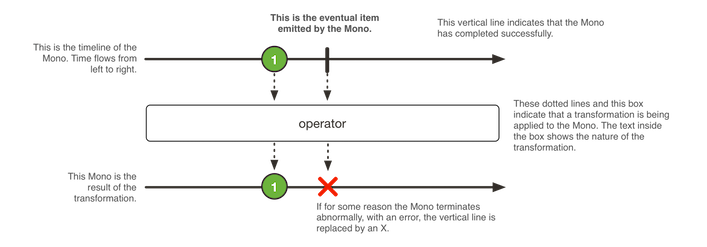 This is the eventual item
emitted by the Mono.
This vertical line indicates that the Mono
has completed successfully.
This is the timeline of the
Mono. Time flows from
left to right.
1
operator
These dotted lines and this box
indicate that a transformation is being
applied to the Mono. The text inside
the box shows the nature of the
transformation.
This Mono is the
result of the
transformation.
1
If for some reason the Mono terminates
abnormally, with an error, the vertical line is
replaced by an X.